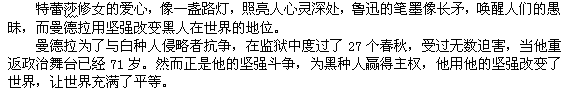 特蕾莎修女的爱心，像一盏路灯，照亮人心灵深处，鲁迅的笔墨像长矛，唤醒人们的愚
昧，而曼德拉用坚强改变黑人在世界的地位。
曼德拉为了与白种人侵略者抗争，在监狱中度过了 27 个春秋，受过无数迫害，当他重
返政治舞台已经 71 岁。然而正是他的坚强斗争，为黑种人赢得主权，他用他的坚强改变了
世界，让世界充满了平等。